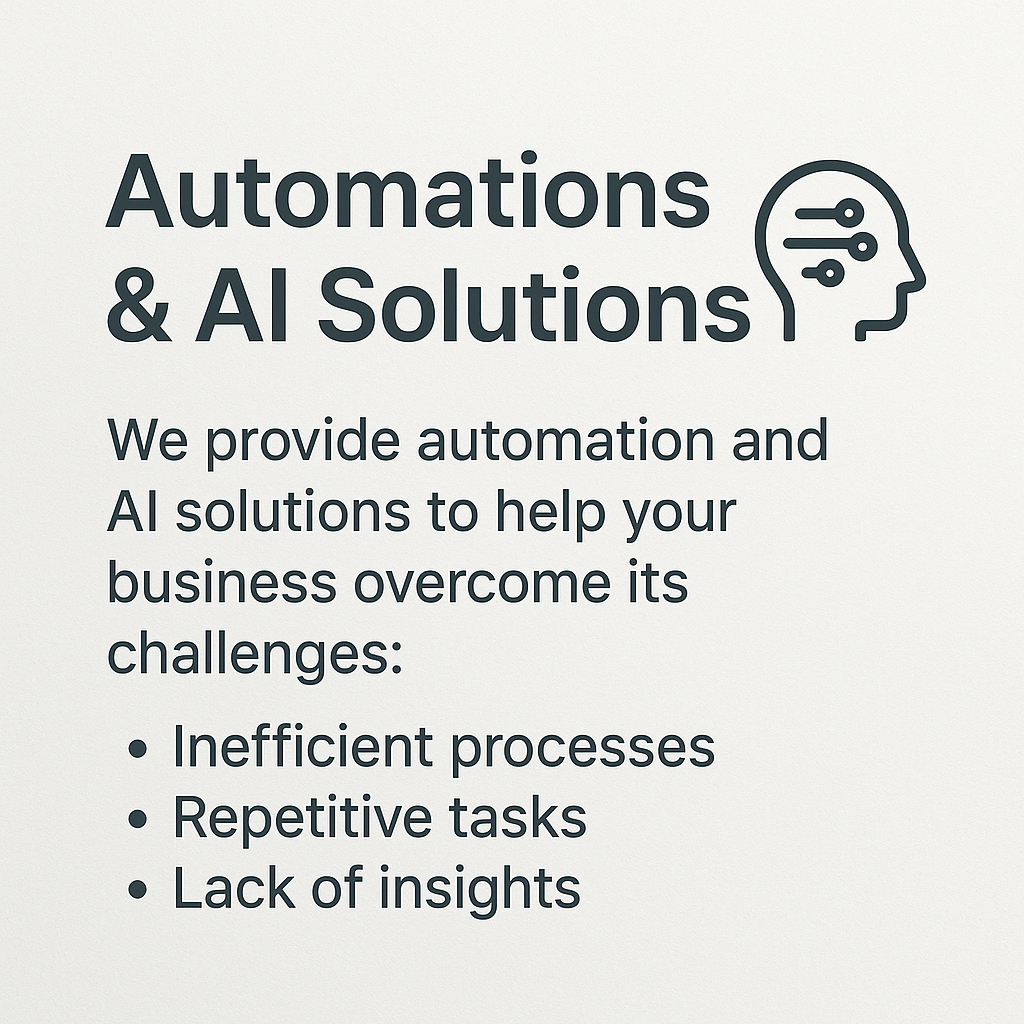 Automations
& AI Solutions
We provide automation and
AI solutions to help your
business overcome its
challenges:
• Inefficient processes
• Repetitive tasks
• Lack of insights